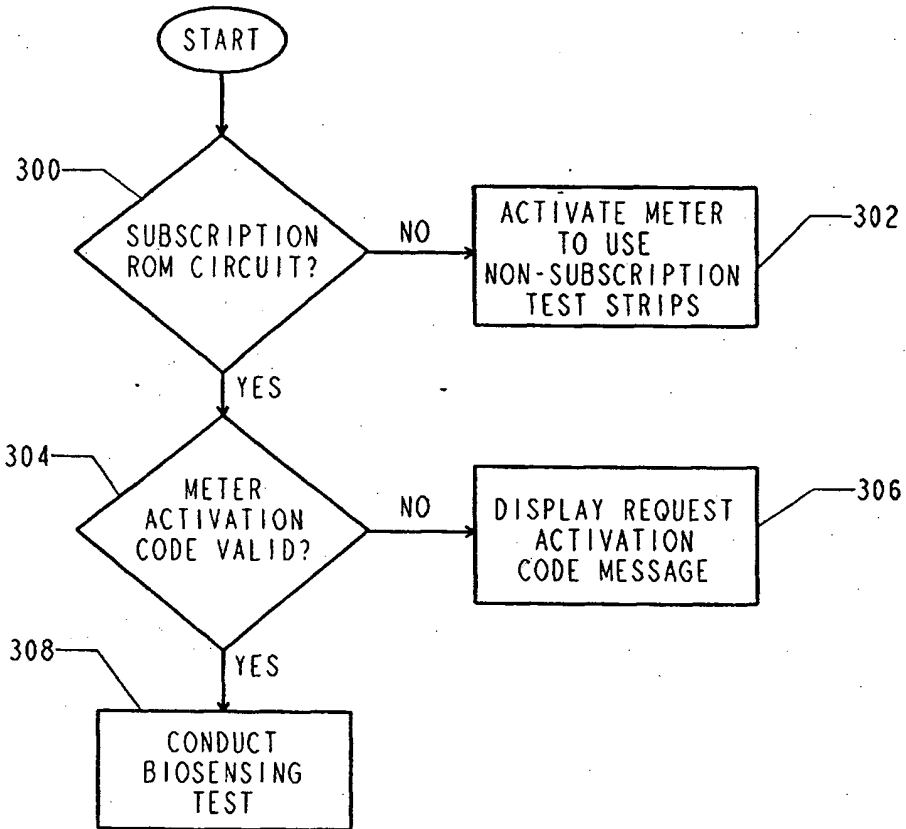 START
300
SUBSCRIPTION
ROM CIRCUIT?
NO
ACTIVATE METER
TO USE
NON-SUBSCRIPTION
TEST STRIPS
302
YES
304
METER
ACTIVATION
CODE VALID?
NO
DISPLAY REQUEST
ACTIVATION
CODE MESSAGE
306
308
YES
CONDUCT
BIOSENSING
TEST